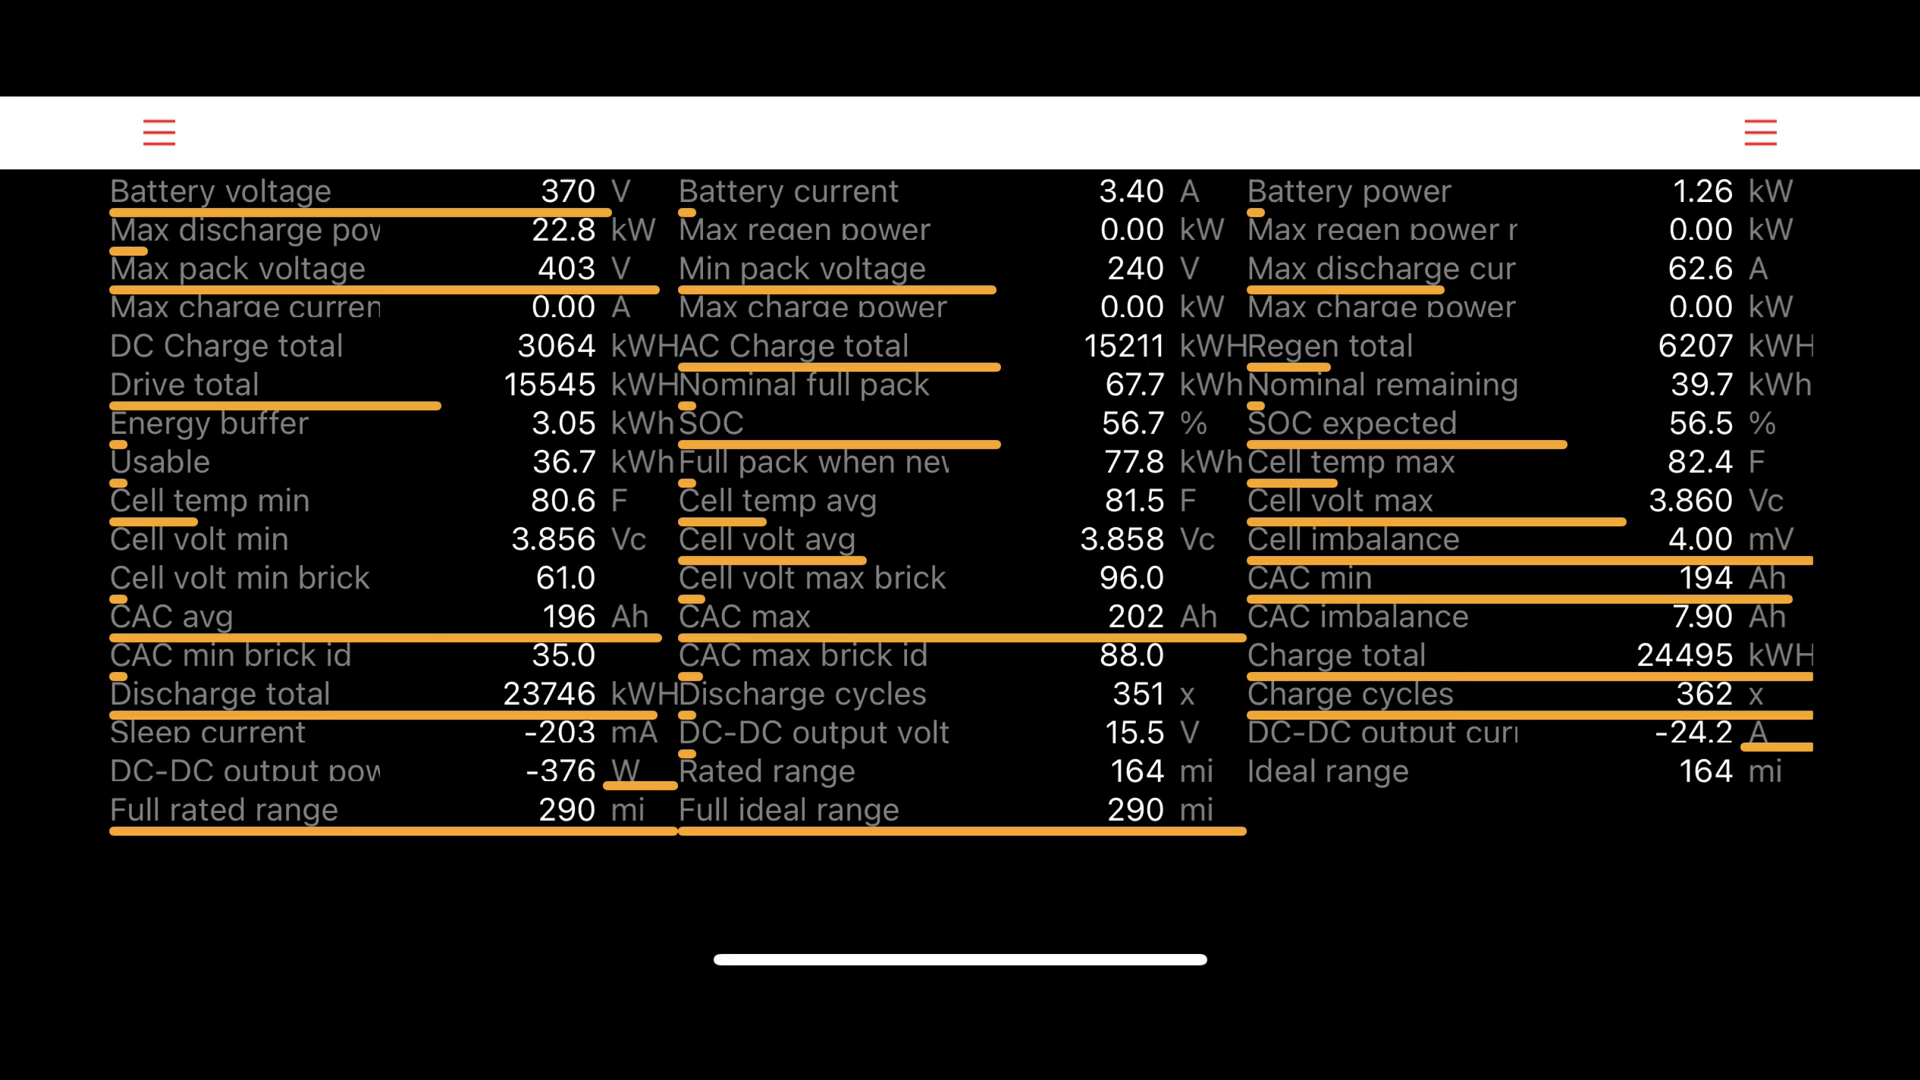 Battery voltage 370 V Battery current 3.40 A Battery power 1.26 kW
Max discharge pov 22.8 kW Max regen power 0.00 kW Max regen power r 0.00 kW
Max pack voltage 403 V Min pack voltage 240 V Max discharge cur 62.6 A
Max charge curren 0.00 A Max charge power 0.00 kW Max charge power 0.00 kW
DC Charge total 3064 kWH AC Charge total 15211 kWH Regen total 6207 kWH
Drive total 15545 kWH Nominal full pack 67.7 kWh Nominal remaining 39.7 kWh
Energy buffer 3.05 kWh SOC 56.7 % SOC expected 56.5 %
Usable 36.7 kWh Full pack when nev 77.8 kWh Cell temp max 82.4 F
Cell temp min 80.6 F Cell temp avg 81.5 F Cell volt max 3.860 Vc
Cell volt min 3.856 Vc Cell volt avg 3.858 Vc Cell imbalance 4.00 mV
Cell volt min brick 61.0 Cell volt max brick 96.0 CAC min 194 Ah
CAC avg 196 Ah CAC max 202 Ah CAC imbalance 7.90 Ah
CAC min brick id 35.0 CAC max brick id 88.0 Charge total 24495 kWH
Discharge total 23746 kWH Discharge cycles 351 x Charge cycles 362 x
Sleep current -203 mA DC-DC output volt 15.5 V DC-DC output curr -24.2 A
DC-DC output pow -376 W Rated range 164 mi Ideal range 164 mi
Full rated range 290 mi Full ideal range 290 mi